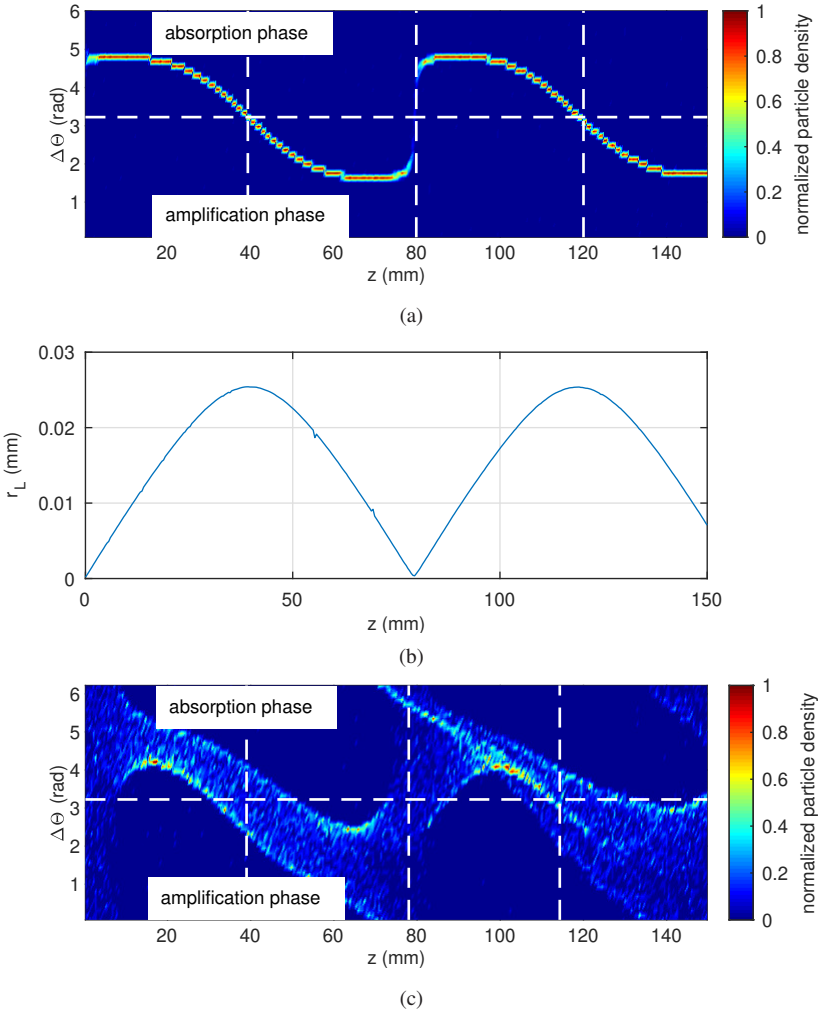 absorption phase
amplification phase
6
5
4
3
2
1
ΔΘ (rad)
20 40 60 80 100 120 140
z (mm)
1
0.8
0.6
0.4
0.2
0
normalized particle density
(a)
0.03
0.02
0.01
0
r_L (mm)
0 50 100 150
z (mm)
(b)
absorption phase
amplification phase
6
5
4
3
2
1
ΔΘ (rad)
20 40 60 80 100 120 140
z (mm)
1
0.8
0.6
0.4
0.2
0
normalized particle density
(c)